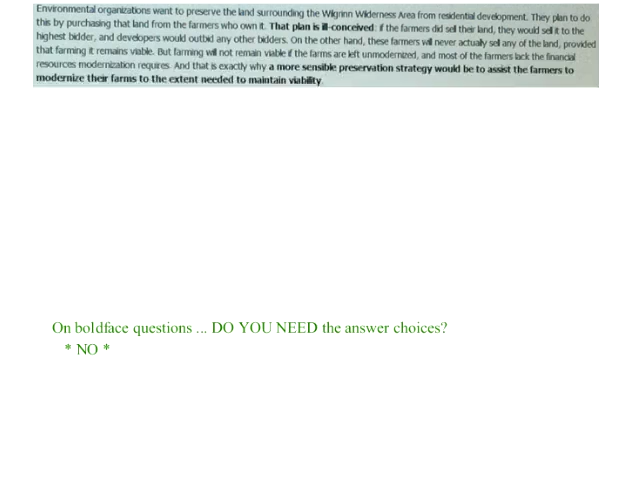 Environmental organizations want to preserve the land surrounding the Wilgrinn Wilderness Area from residential development. They plan to do
this by purchasing that land from the farmers who own it. That plan is ill-conceived: if the farmers did sell their land, they would sell it to the
highest bidder, and developers would outbid any other bidders. On the other hand, these farmers will never actually sell any of the land, provided
that farming it remains viable. But farming will not remain viable if the farms are left unmodernized, and most of the farmers lack the financial
resources modernization requires. And that is exactly why a more sensible preservation strategy would be to assist the farmers to
modernize their farms to the extent needed to maintain viability.
On boldface questions ... DO YOU NEED the answer choices?
* NO *